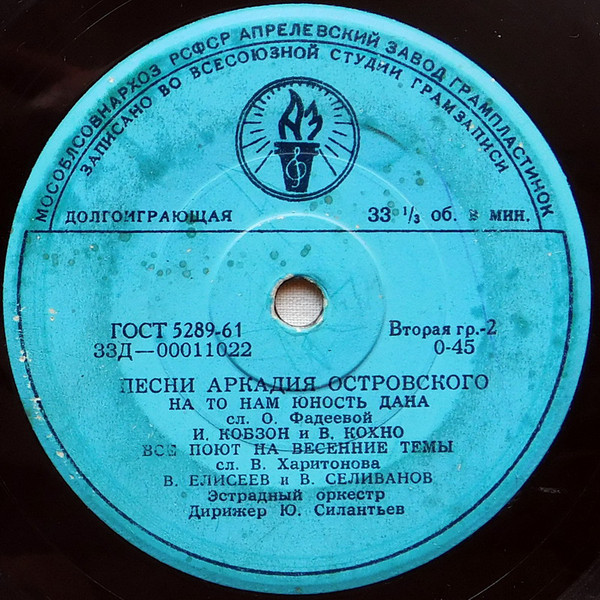 МОСОБЛСОВНАРХОЗ РСФСР АПРЕЛЕВСКИЙ ЗАВОД ГРАМПЛАСТИНОК
ЗАПИСАНО ВО ВСЕСОЮЗНОЙ СТУДИИ ГРАМЗАПИСИ
АЗ
ДОЛГОИГРАЮЩАЯ 33 1/3 об. в мин.
ГОСТ 5289-61 Вторая гр.-2
33Д—00011022 0-45
ПЕСНИ АРКАДИЯ ОСТРОВСКОГО
НА ТО НАМ ЮНОСТЬ ДАНА
сл. О. Фадеевой
И. КОБЗОН и В. КОХНО
ВСЕ ПОЮТ НА ВЕСЕННИЕ ТЕМЫ
сл. В. Харитонова
В. ЕЛИСЕЕВ и В. СЕЛИВАНОВ
Эстрадный оркестр
Дирижер Ю. Силантьев